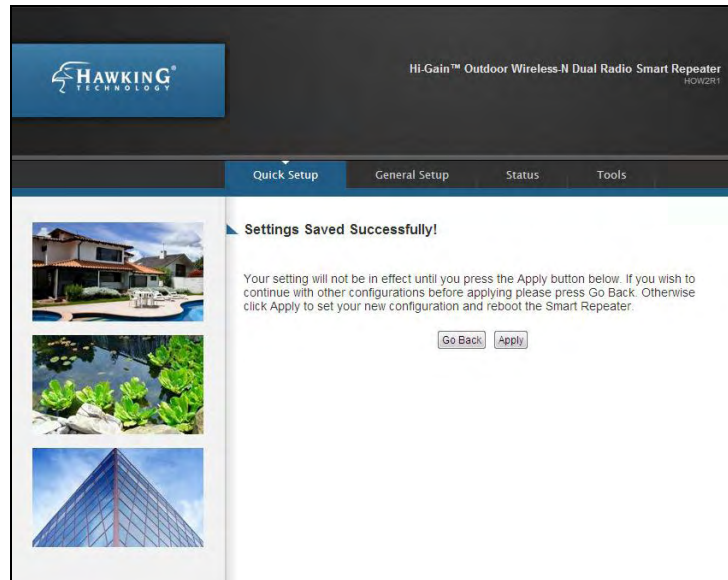 HAWKING®
TECHNOLOGY
Hi-Gain™ Outdoor Wireless-N Dual Radio Smart Repeater
HOW2R1
Quick Setup General Setup Status Tools
Settings Saved Successfully!
Your setting will not be in effect until you press the Apply button below. If you wish to
continue with other configurations before applying please press Go Back. Otherwise
click Apply to set your new configuration and reboot the Smart Repeater.
Go Back Apply